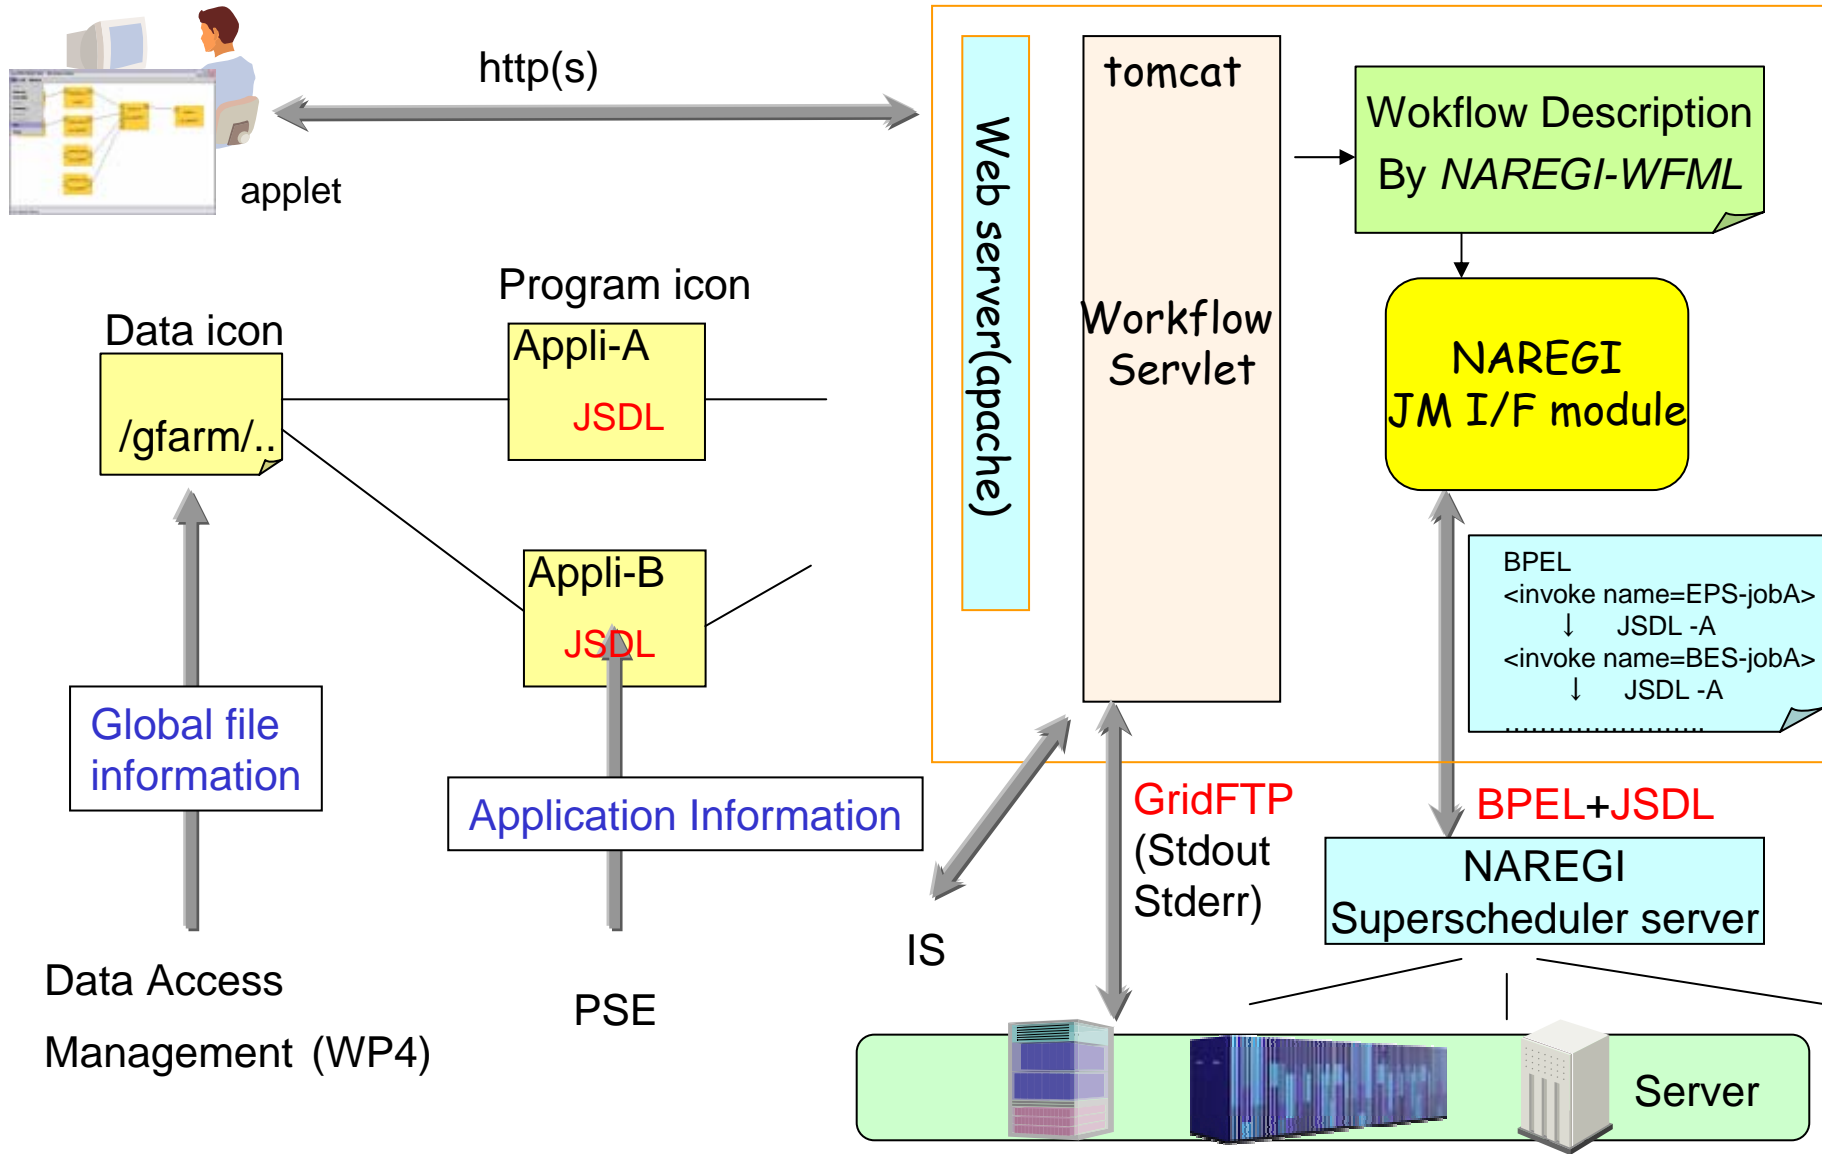 http(s)
applet
Web server(apache)
tomcat
Workflow
Servlet
Wokflow Description
By NAREGI-WFML
NAREGI
JM I/F module
BPEL
<invoke name=EPS-jobA>
↓ JSDL -A
<invoke name=BES-jobA>
↓ JSDL -A
.......................
Data icon
/gfarm/..
Program icon
Appli-A
JSDL
Appli-B
JSDL
Global file
information
Application Information
Data Access
Management (WP4)
PSE
IS
GridFTP
(Stdout
Stderr)
BPEL+JSDL
NAREGI
Superscheduler server
Server